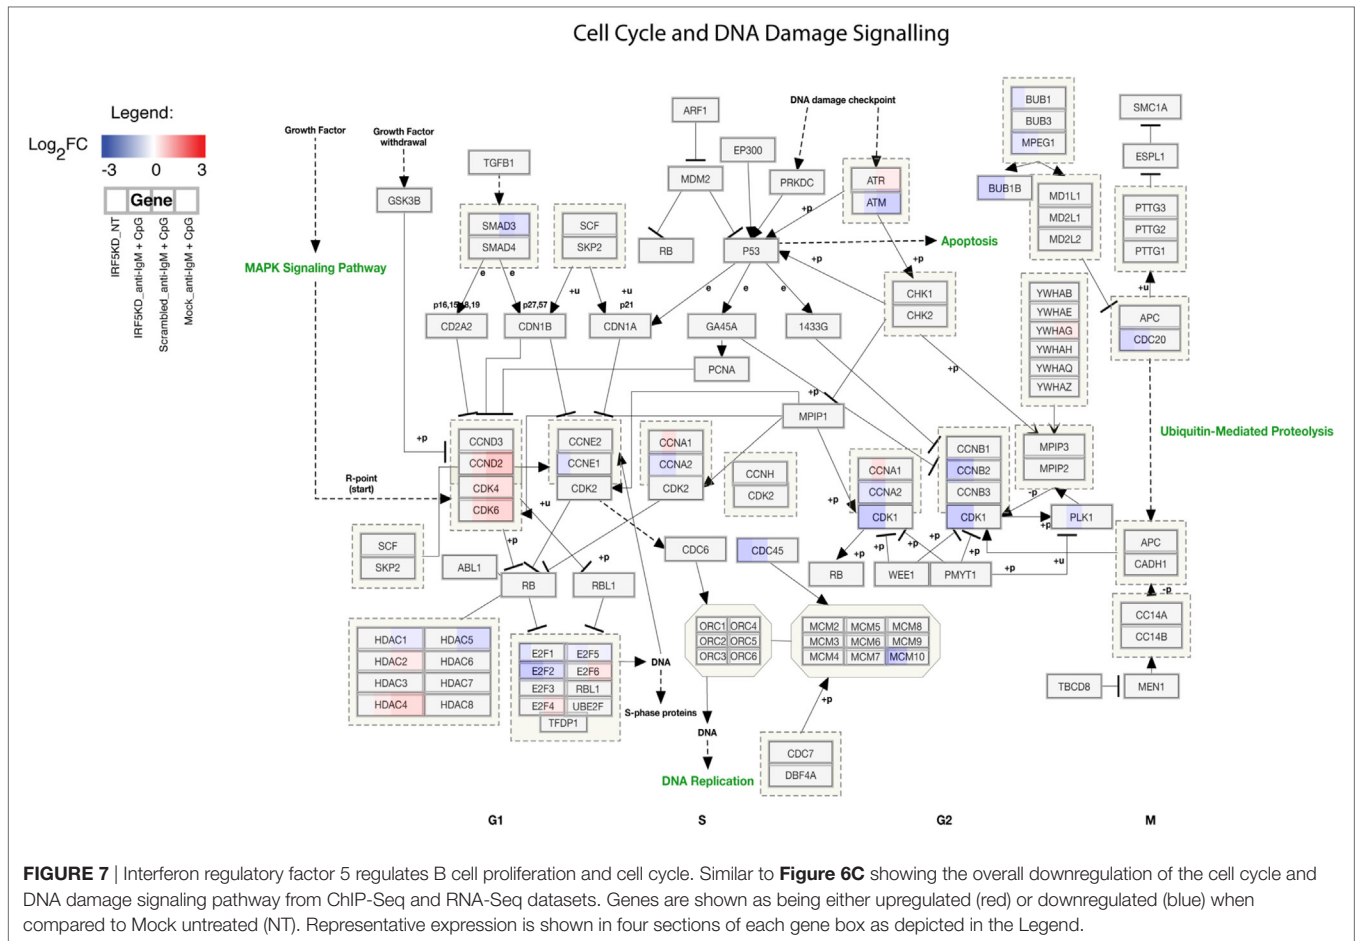 Cell Cycle and DNA Damage Signalling
Legend:
Log2FC
-3 0 3
Gene
IRF5KD_NT
IRF5KD_anti-IgM + CpG
Scrambled_anti-IgM + CpG
Mock_anti-IgM + CpG
Growth Factor
Growth Factor
withdrawal
GSK3B
MAPK Signaling Pathway
TGFB1
SMAD3
SMAD4
e
e
SCF
SKP2
+u
+u
p27,57
p21
CD2A2
CDN1B
CDN1A
ARF1
MDM2
RB
EP300
DNA damage checkpoint
PRKDC
P53
ATR
ATM
+p
+p
+p
Apoptosis
e
e
e
GA45A
1433G
PCNA
CHK1
CHK2
+p
+p
MPIP1
BUB1
BUB3
MPEG1
BUB1B
MD1L1
MD2L1
MD2L2
SMC1A
ESPL1
PTTG3
PTTG2
PTTG1
+u
APC
CDC20
YWHAB
YWHAE
YWHAG
YWHAH
YWHAQ
YWHAZ
MPIP3
MPIP2
Ubiquitin-Mediated Proteolysis
+p
R-point
(start)
CCND3
CCND2
CDK4
CDK6
+p
CCNE2
CCNE1
CDK2
+u
+p
CCNA1
CCNA2
CDK2
CCNH
CDK2
+p
CCNA1
CCNA2
CDK1
CCNB1
CCNB2
CCNB3
CDK1
-p
+p
PLK1
+p
+p
+p
+p
+p
+u
RB
WEE1
PMYT1
APC
CADH1
-p
CC14A
CC14B
TBCD8
MEN1
SCF
SKP2
ABL1
RB
RBL1
CDC6
CDC45
HDAC1 HDAC5
HDAC2 HDAC6
HDAC3 HDAC7
HDAC4 HDAC8
E2F1 E2F5
E2F2 E2F6
E2F3 RBL1
E2F4 UBE2F
TFDP1
DNA
S-phase proteins
ORC1 ORC4
ORC2 ORC5
ORC3 ORC6
MCM2 MCM5 MCM8
MCM3 MCM6 MCM9
MCM4 MCM7 MCM10
DNA
DNA Replication
+p
CDC7
DBF4A
G1 S G2 M
FIGURE 7 | Interferon regulatory factor 5 regulates B cell proliferation and cell cycle. Similar to Figure 6C showing the overall downregulation of the cell cycle and
DNA damage signaling pathway from ChIP-Seq and RNA-Seq datasets. Genes are shown as being either upregulated (red) or downregulated (blue) when
compared to Mock untreated (NT). Representative expression is shown in four sections of each gene box as depicted in the Legend.